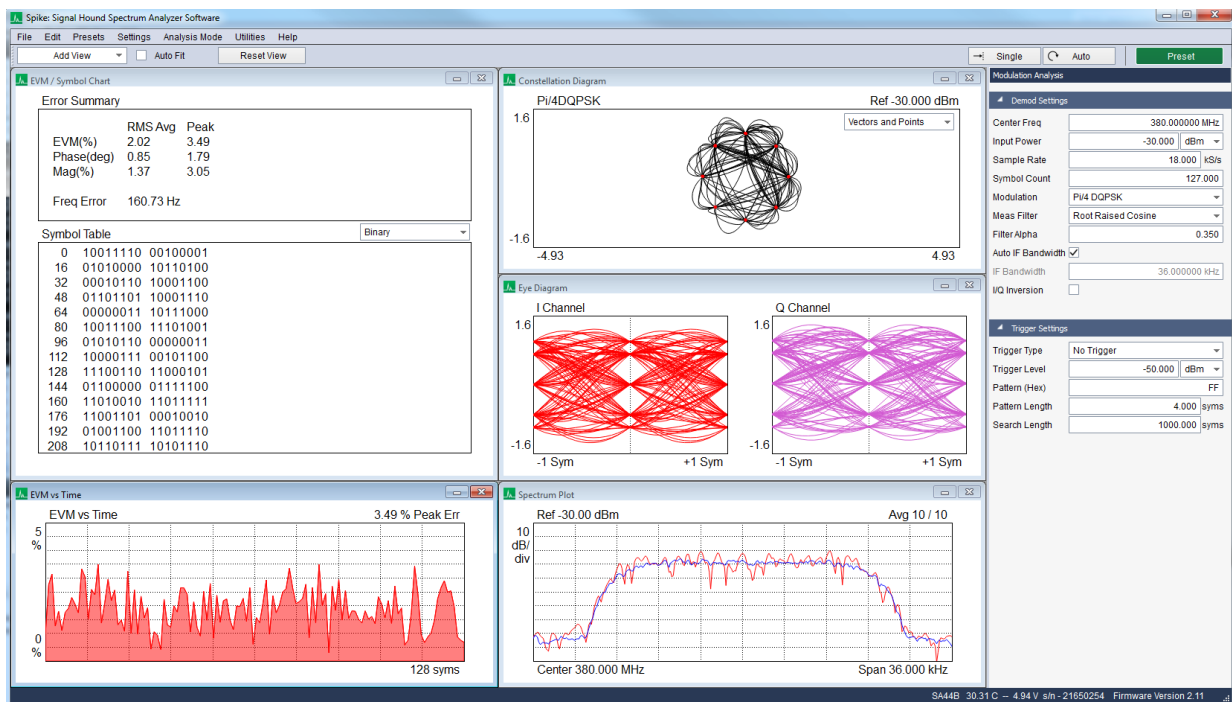 Spike: Signal Hound Spectrum Analyzer Software
File Edit Presets Settings Analysis Mode Utilities Help
Add View Auto Fit Reset View Single Auto Preset
EVM / Symbol Chart
Error Summary
RMS Avg Peak
EVM(%) 2.02 3.49
Phase(deg) 0.85 1.79
Mag(%) 1.37 3.05
Freq Error 160.73 Hz
Symbol Table Binary
0 10011110 00100001
16 01010000 10110100
32 00010110 10001100
48 01101101 10001110
64 00000011 10111000
80 10011100 11101001
96 01010110 00000011
112 10000111 00101100
128 11100110 11000101
144 01100000 01111100
160 11010010 11011111
176 11001101 00010010
192 01001100 11011110
208 10110111 10101110
Constellation Diagram
Pi/4DQPSK Ref -30.000 dBm
1.6 Vectors and Points
-1.6
-4.93 4.93
Eye Diagram
I Channel Q Channel
1.6 1.6
-1.6 -1.6
-1 Sym +1 Sym -1 Sym +1 Sym
EVM vs Time
EVM vs Time 3.49 % Peak Err
5
%
0
%
128 syms
Spectrum Plot
Ref -30.00 dBm Avg 10 / 10
10
dB/
div
Center 380.000 MHz Span 36.000 kHz
Modulation Analysis
Demod Settings
Center Freq 380.000000 MHz
Input Power -30.000 dBm
Sample Rate 18.000 kS/s
Symbol Count 127.000
Modulation Pi/4 DQPSK
Meas Filter Root Raised Cosine
Filter Alpha 0.350
Auto IF Bandwidth
IF Bandwidth 36.000000 kHz
I/Q Inversion
Trigger Settings
Trigger Type No Trigger
Trigger Level -50.000 dBm
Pattern (Hex) FF
Pattern Length 4.000 syms
Search Length 1000.000 syms
SA44B 30.31 C -- 4.94 V s/n - 21650254 Firmware Version 2.11